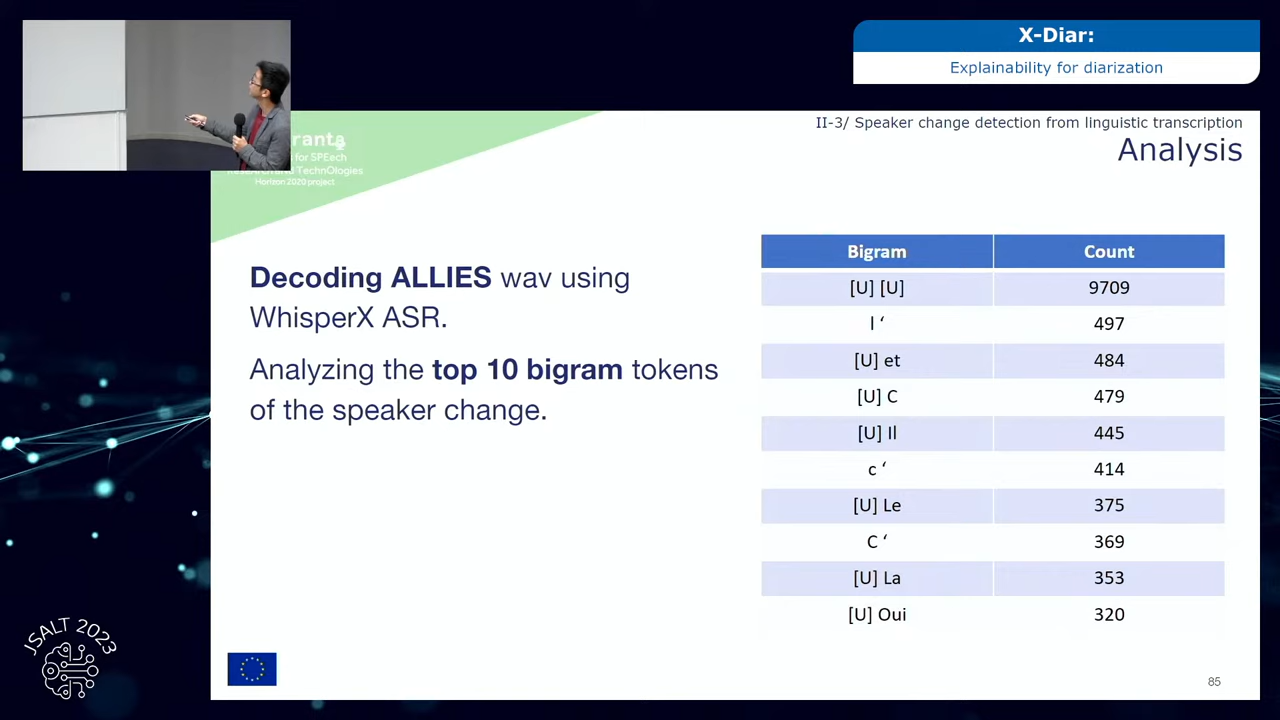 X-Diar:
Explainability for diarization
II-3/ Speaker change detection from linguistic transcription
Analysis
for SPEech
TechnOlogies
Horizon 2020 project
Decoding ALLIES wav using
WhisperX ASR.
Analyzing the top 10 bigram tokens
of the speaker change.
Bigram Count
[U] [U] 9709
l ‘ 497
[U] et 484
[U] C 479
[U] Il 445
c ‘ 414
[U] Le 375
C ‘ 369
[U] La 353
[U] Oui 320
JSALT 2023
85